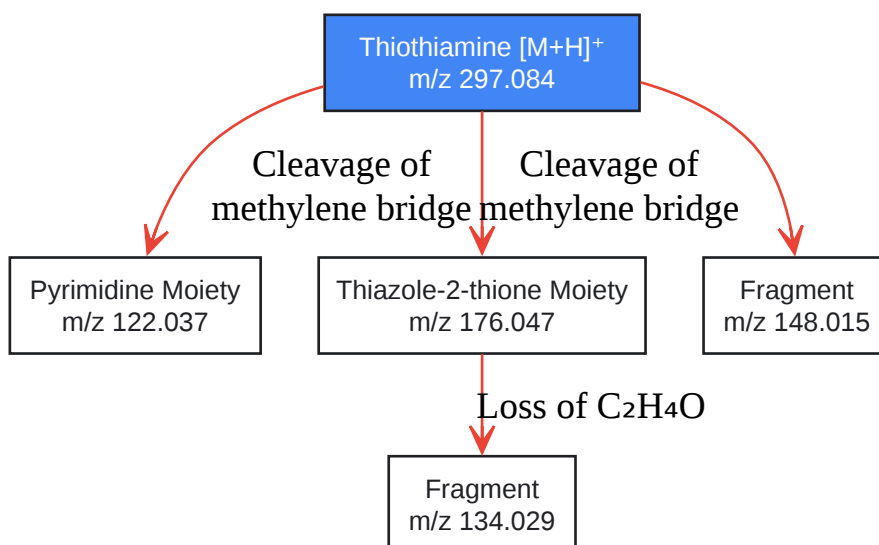 Thiothiamine [M+H]⁺
m/z 297.084
Cleavage of
methylene bridge
Cleavage of
methylene bridge
Pyrimidine Moiety
m/z 122.037
Thiazole-2-thione Moiety
m/z 176.047
Fragment
m/z 148.015
Loss of C₂H₄O
Fragment
m/z 134.029